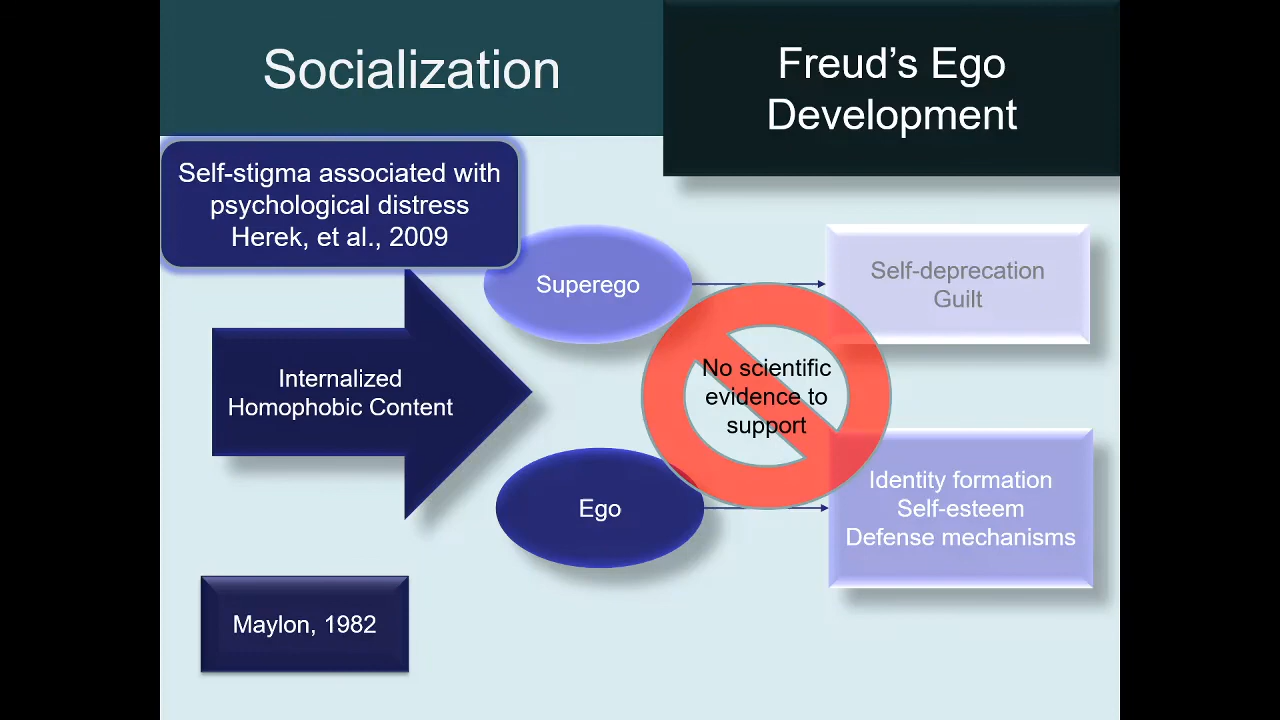 Socialization
Freud’s Ego
Development
Self-stigma associated with
psychological distress
Herek, et al., 2009
Superego
Self-deprecation
Guilt
Internalized
Homophobic Content
No scientific
evidence to
support
Ego
Identity formation
Self-esteem
Defense mechanisms
Maylon, 1982